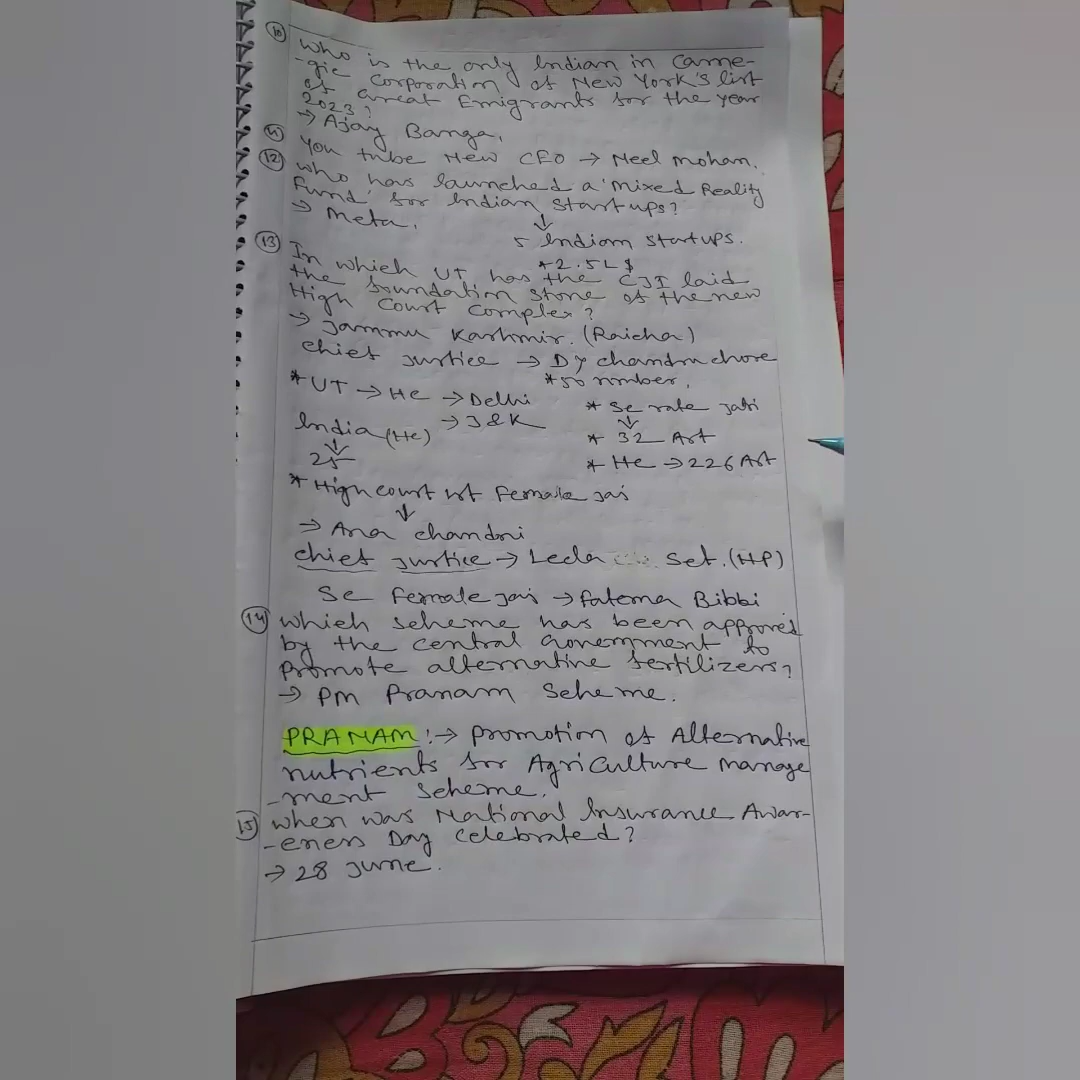 10 Who is the only Indian in Carne-
-gie Corporation of New York's list
of Great Emigrants for the year
2023?
→ Ajay Banga.
11 You tube New CEO → Neel Mohan.
12 who has launched a 'Mixed Reality
Fund' for Indian Startups?
→ Meta. ↓
5 Indian startups.
* 2.5L $
13 In which UT has the CJI laid
the foundation stone of the new
High Court Complex?
→ Jammu Kashmir. (Raicha)
Chief Justice → DY chandra chore
* 50 number.
* UT → Hc → Delhi
→ J & K
* Sc rate jati
↓
India (Hc)
* 32 Art
↓
25
* Hc → 226 Art
* High court 1st Female jai
↓
→ Ana chandni
chief justice → Leela Set. (HP)
Sc Female jai → Fatema Bibbi
14 which scheme has been approved
by the central Government to
Promote alternative fertilizers?
→ PM Pranam Scheme.
PRANAM :→ Promotion of Alternative
nutrients for Agriculture manage
-ment Scheme.
15 When was National Insurance Awar-
-eness Day celebrated?
→ 28 June.